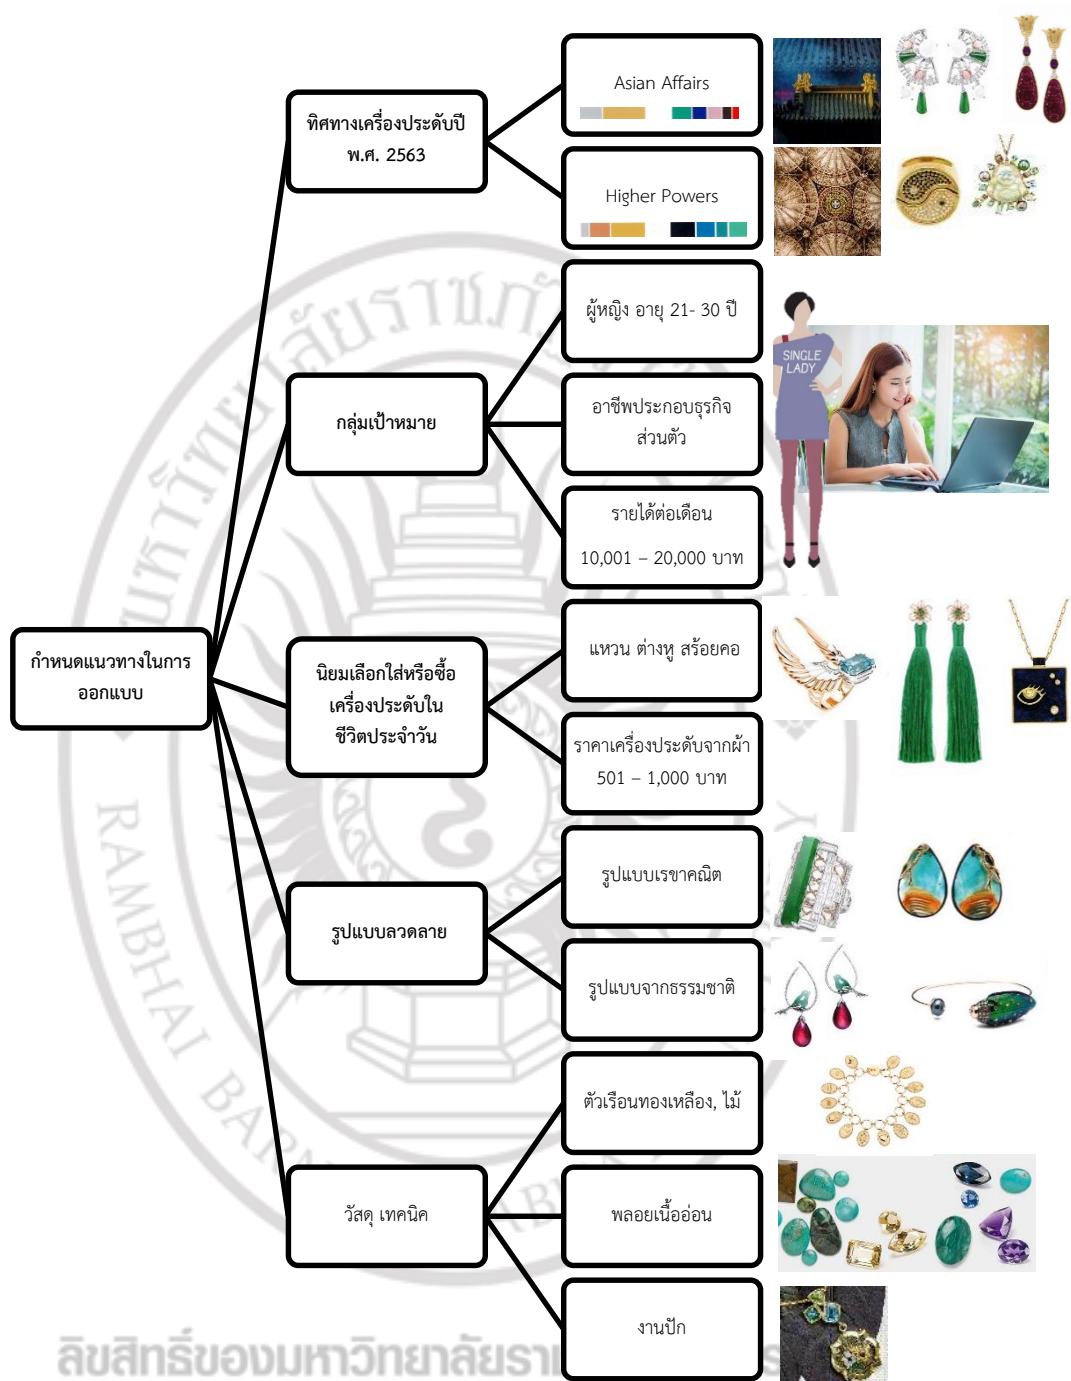 ทิศทางเครื่องประดับปี
พ.ศ. 2563
Asian Affairs
Higher Powers
กลุ่มเป้าหมาย
ผู้หญิง อายุ 21- 30 ปี
อาชีพประกอบธุรกิจ
ส่วนตัว
รายได้ต่อเดือน
10,001 – 20,000 บาท
SINGLE
LADY
กำหนดแนวทางในการ
ออกแบบ
นิยมเลือกใส่หรือซื้อ
เครื่องประดับใน
ชีวิตประจำวัน
แหวน ต่างหู สร้อยคอ
ราคาเครื่องประดับจากผ้า
501 – 1,000 บาท
รูปแบบลวดลาย
รูปแบบเรขาคณิต
รูปแบบจากธรรมชาติ
วัสดุ เทคนิค
ตัวเรือนทองเหลือง, ไม้
พลอยเนื้ออ่อน
งานปัก
RAMBHAI
ลิขสิทธิ์ของมหาวิทยาลัย